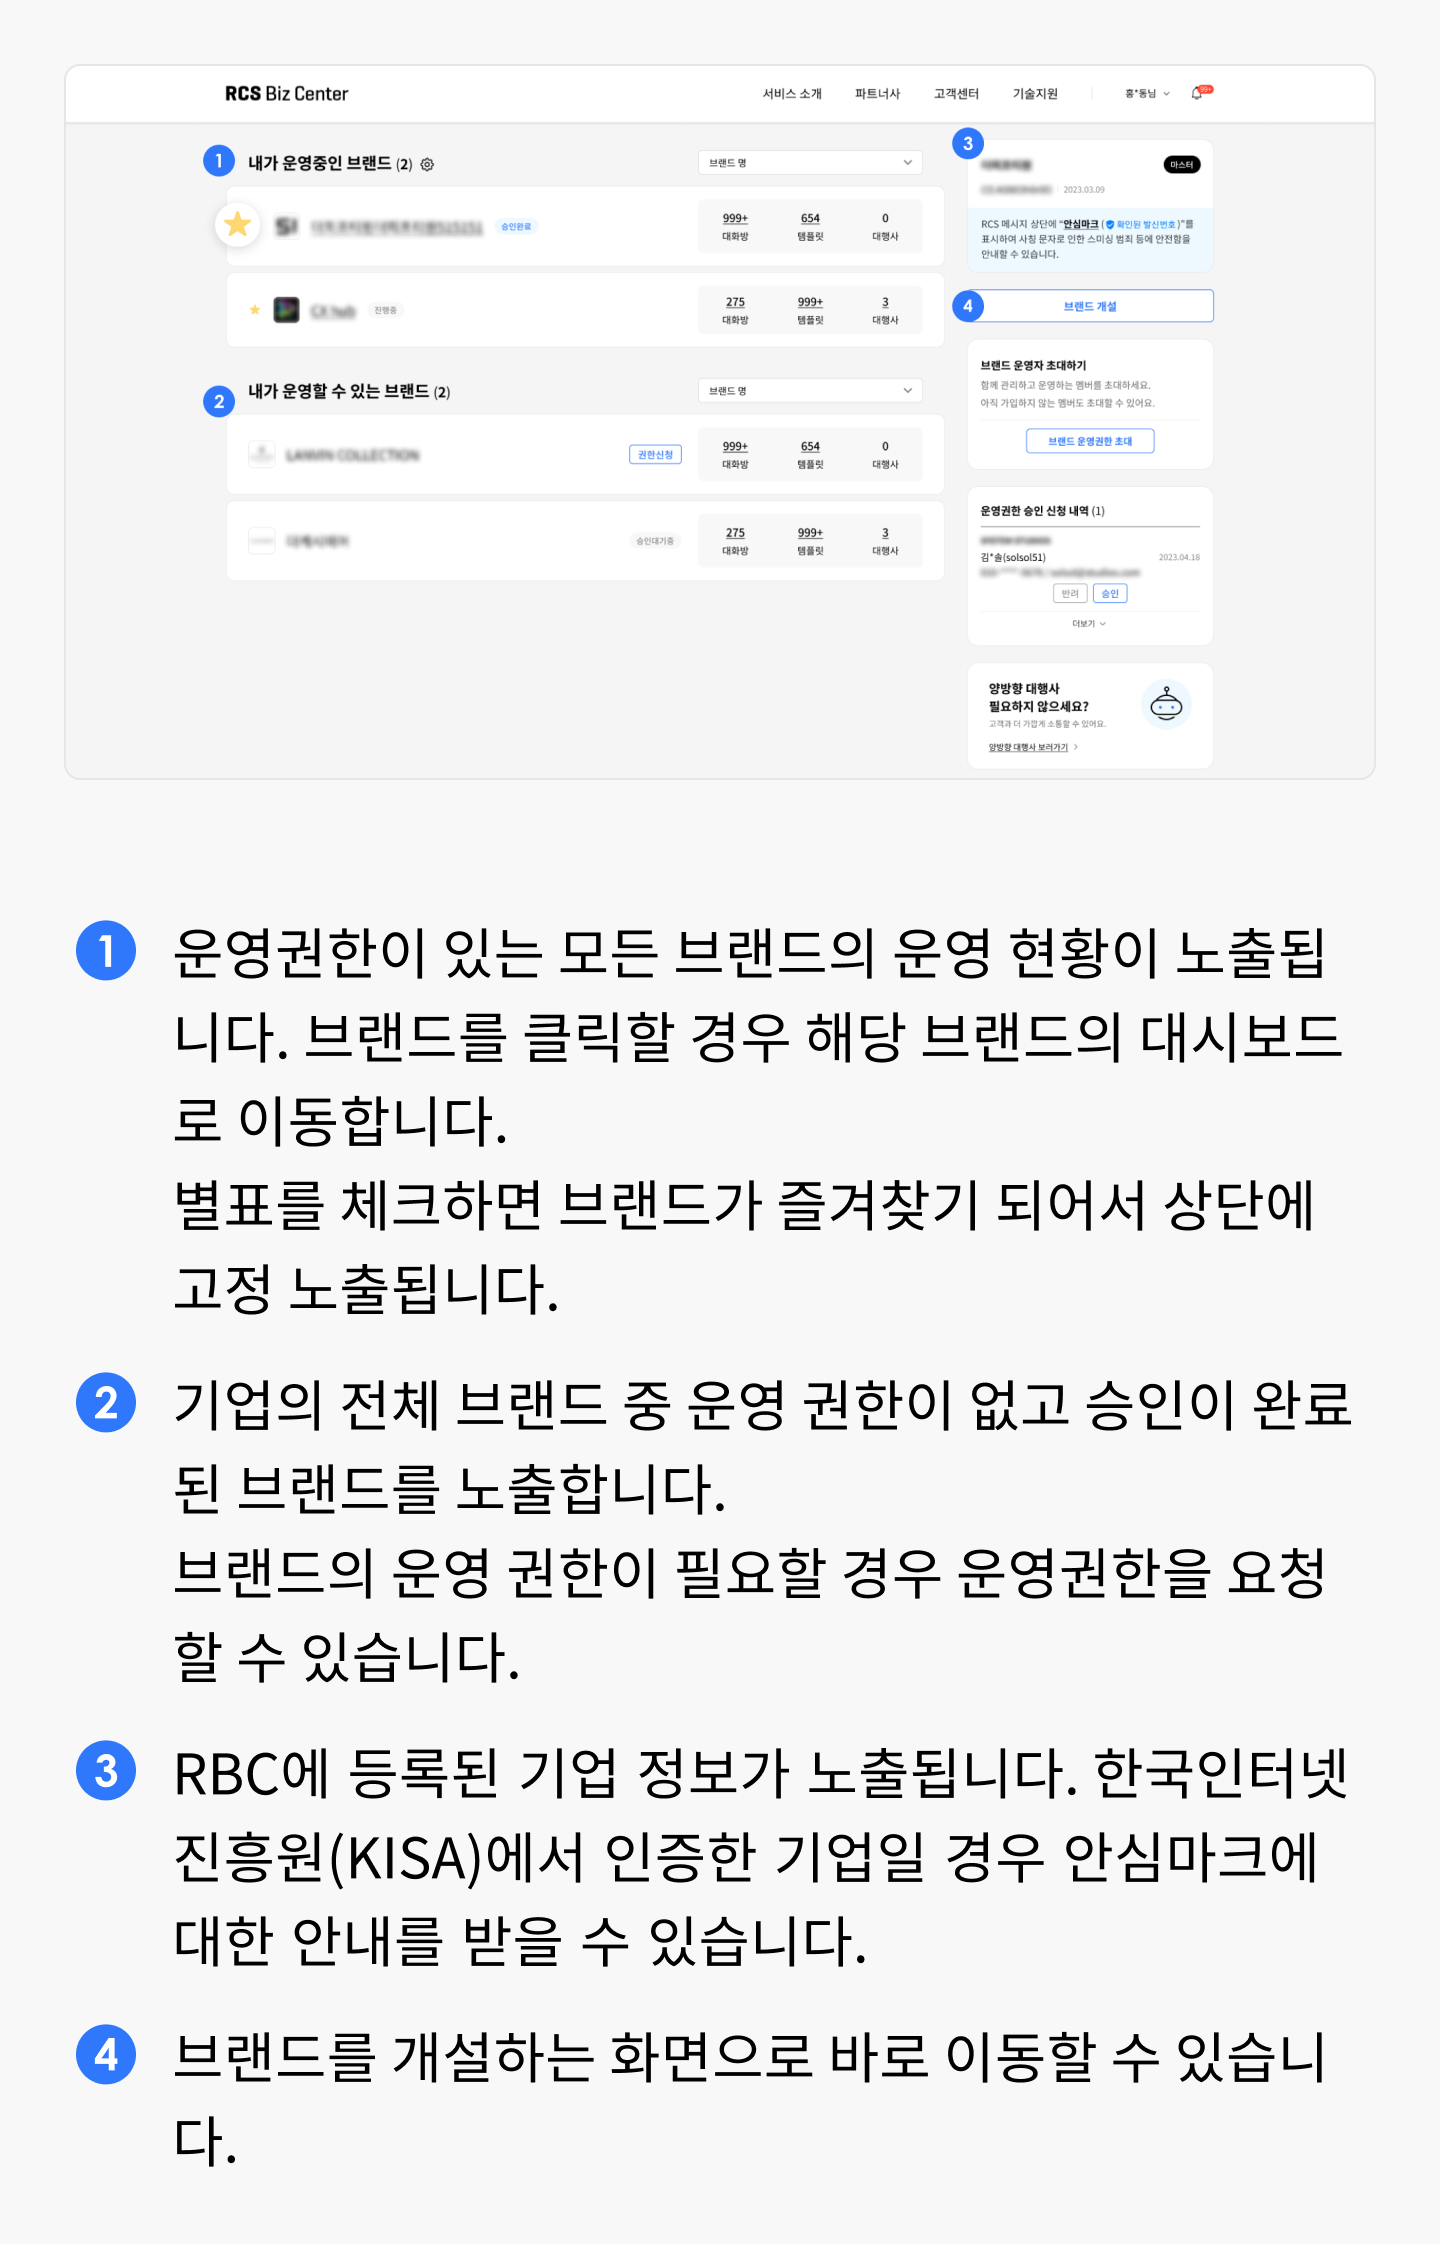 RCS Biz Center
서비스 소개
파트너사
고객센터
기술지원
홍*동님
99+
1
내가 운영중인 브랜드 (2)
브랜드 명
승인완료
999+
654
0
대화방
템플릿
대행사
진행중
275
999+
3
대화방
템플릿
대행사
2
내가 운영할 수 있는 브랜드 (2)
브랜드 명
LANVIN COLLECTION
권한신청
999+
654
0
대화방
템플릿
대행사
승인대기중
275
999+
3
대화방
템플릿
대행사
3
마스터
2023.03.09
RCS 메시지 상단에 “안심마크 ( 확인된 발신번호 )”를
표시하여 사칭 문자로 인한 스미싱 범죄 등에 안전함을
안내할 수 있습니다.
4
브랜드 개설
브랜드 운영자 초대하기
함께 관리하고 운영하는 멤버를 초대하세요.
아직 가입하지 않는 멤버도 초대할 수 있어요.
브랜드 운영권한 초대
운영권한 승인 신청 내역 (1)
김*솔(solsol51)
2023.04.18
반려
승인
더보기
양방향 대행사
필요하지 않으세요?
고객과 더 가깝게 소통할 수 있어요.
양방향 대행사 보러가기
1 운영권한이 있는 모든 브랜드의 운영 현황이 노출됩
니다. 브랜드를 클릭할 경우 해당 브랜드의 대시보드
로 이동합니다.
별표를 체크하면 브랜드가 즐겨찾기 되어서 상단에
고정 노출됩니다.
2 기업의 전체 브랜드 중 운영 권한이 없고 승인이 완료
된 브랜드를 노출합니다.
브랜드의 운영 권한이 필요할 경우 운영권한을 요청
할 수 있습니다.
3 RBC에 등록된 기업 정보가 노출됩니다. 한국인터넷
진흥원(KISA)에서 인증한 기업일 경우 안심마크에
대한 안내를 받을 수 있습니다.
4 브랜드를 개설하는 화면으로 바로 이동할 수 있습니
다.